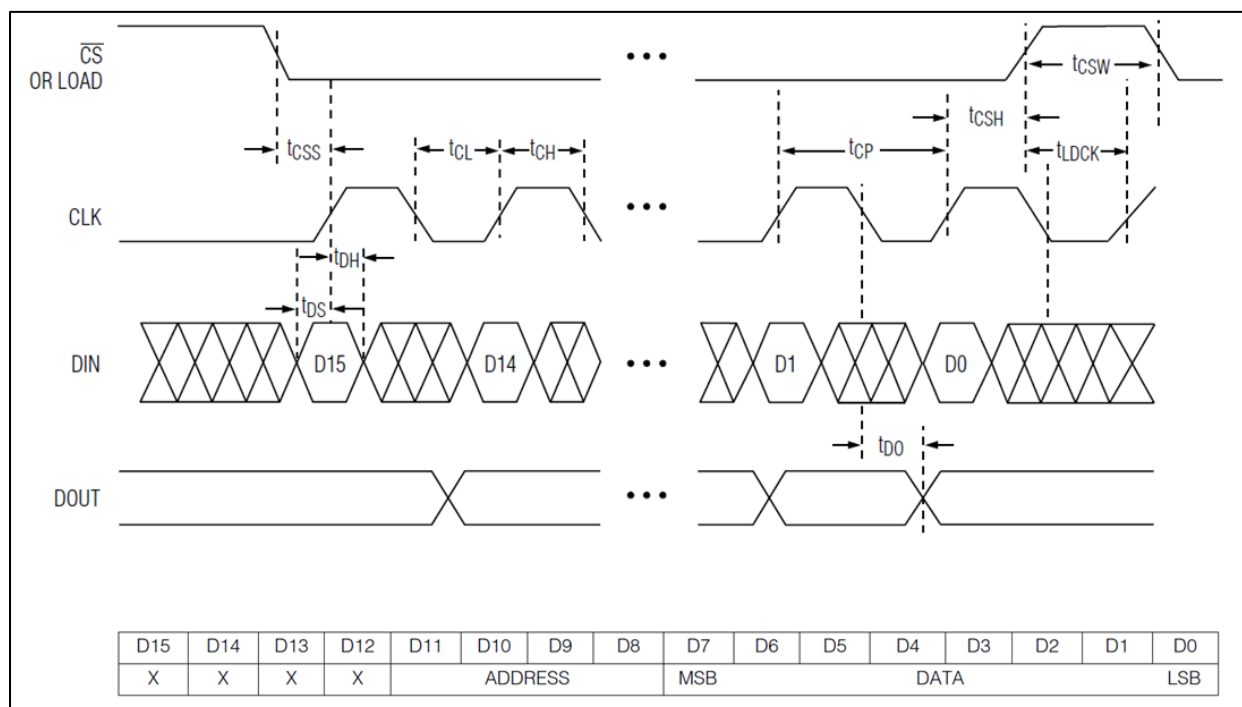 CS
OR LOAD
tCSW
tCSH
tCSS
tCL
tCH
tCP
tLDCK
CLK
tDH
tDS
DIN
D15
D14
D1
D0
tDO
DOUT
D15 D14 D13 D12 D11 D10 D9 D8 D7 D6 D5 D4 D3 D2 D1 D0
X X X X ADDRESS MSB DATA LSB